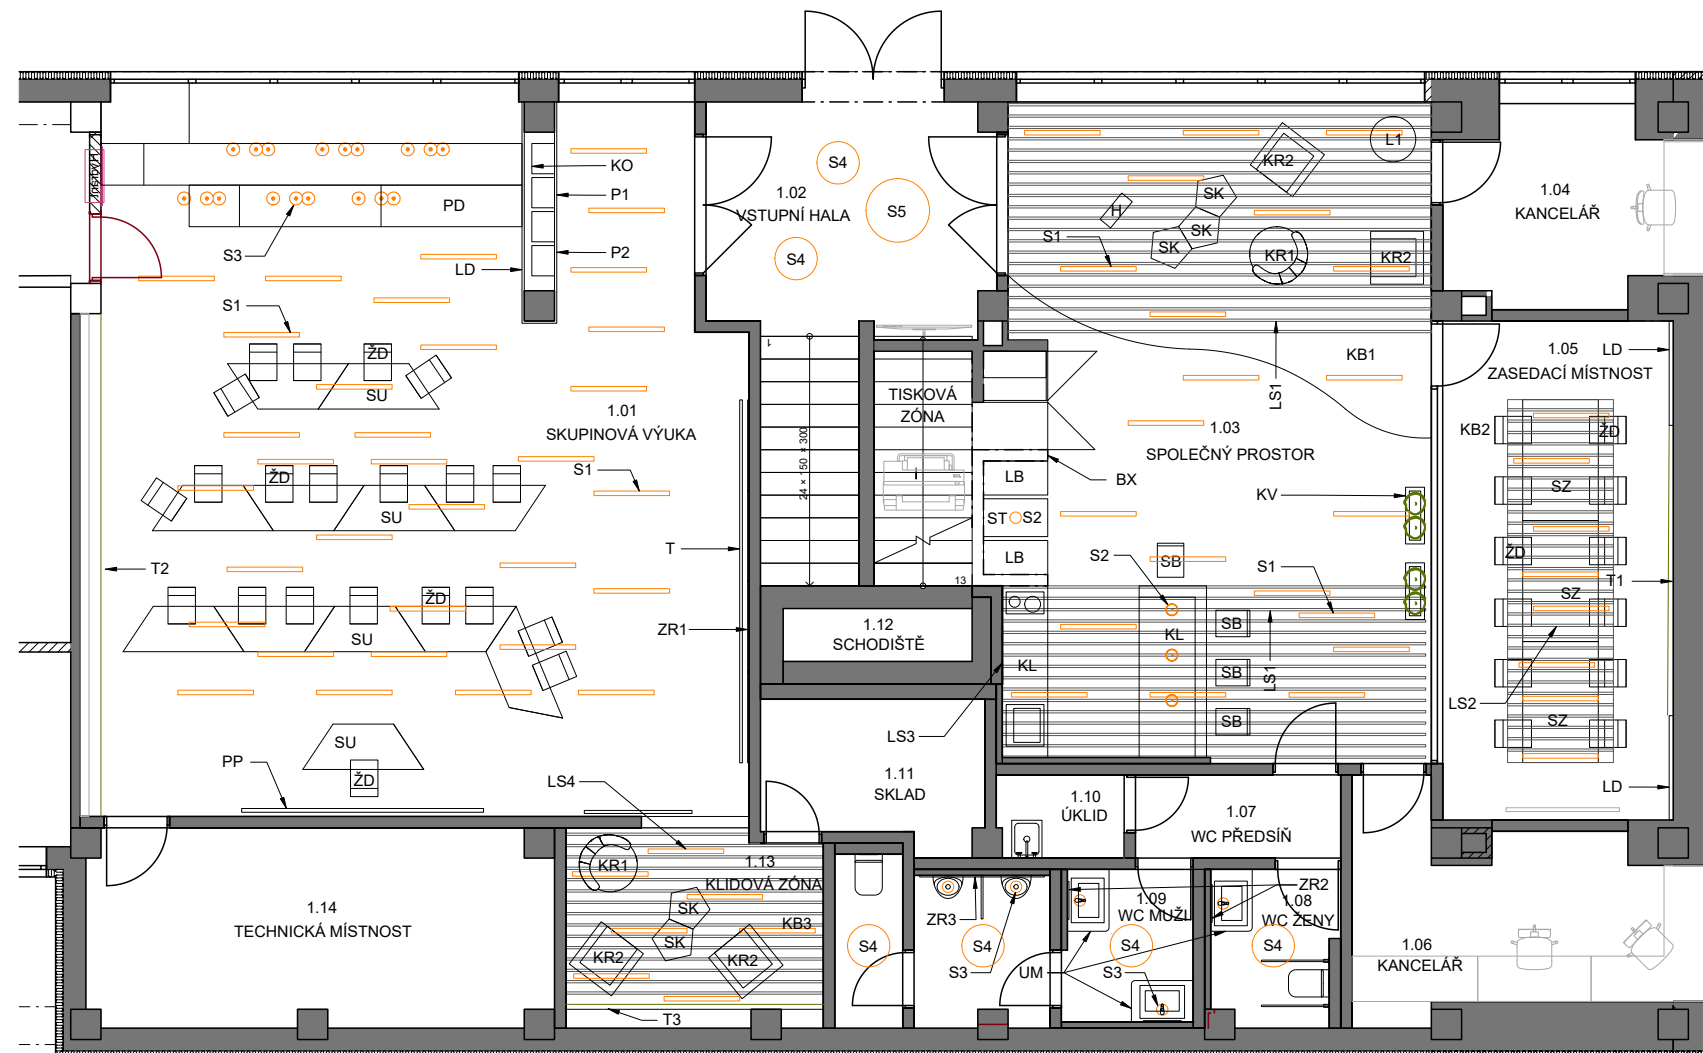 KO
P1
P2
PD
S3
LD
S1
1.02
VSTUPNÍ HALA
S4
S5
S4
KR2
L1
H
SK
SK
SK
KR1
KR2
S1
1.04
KANCELÁŘ
1.05
ZASEDACÍ MÍSTNOST
LD
KB1
LS1
KB2
ŽD
SZ
ŽD
SZ
T1
LS2
SZ
LD
ŽD
SU
1.01
SKUPINOVÁ VÝUKA
S1
ŽD
SU
T2
ŽD
SU
T
ZR1
SU
ŽD
PP
LS4
1
24 × 150 × 300
13
TISKOVÁ
ZÓNA
LB
ST
S2
LB
BX
1.03
SPOLEČNÝ PROSTOR
KV
S2
SB
S1
SB
KL
SB
LS1
SB
KL
LS3
1.12
SCHODIŠTĚ
1.11
SKLAD
1.10
ÚKLID
1.07
WC PŘEDSÍŇ
1.14
TECHNICKÁ MÍSTNOST
KR1
1.13
KLIDOVÁ ZÓNA
SK
SK
KB3
KR2
KR2
T3
S4
ZR3
S4
S3
UM
1.09
WC MUŽI
S4
S3
ZR2
1.08
WC ŽENY
S4
1.06
KANCELÁŘ